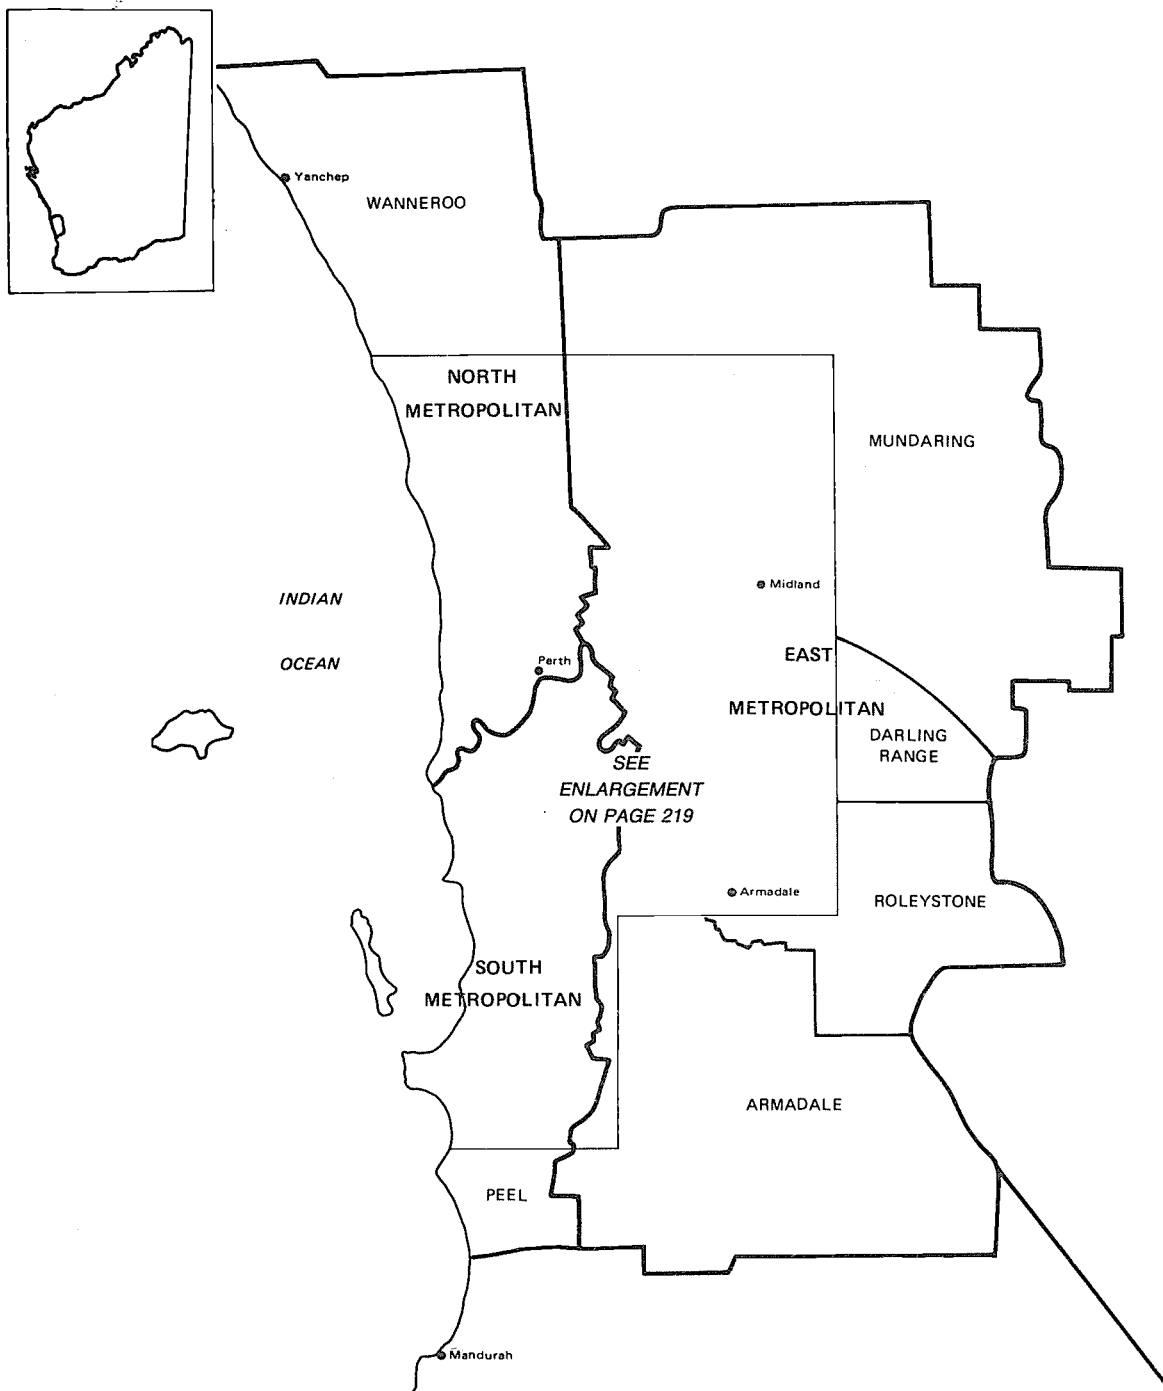 Yanchep
WANNEROO
NORTH
METROPOLITAN
MUNDARING
Midland
INDIAN
OCEAN
Perth
EAST
METROPOLITAN
DARLING
RANGE
SEE
ENLARGEMENT
ON PAGE 219
Armadale
ROLEYSTONE
SOUTH
METROPOLITAN
ARMADALE
PEEL
Mandurah